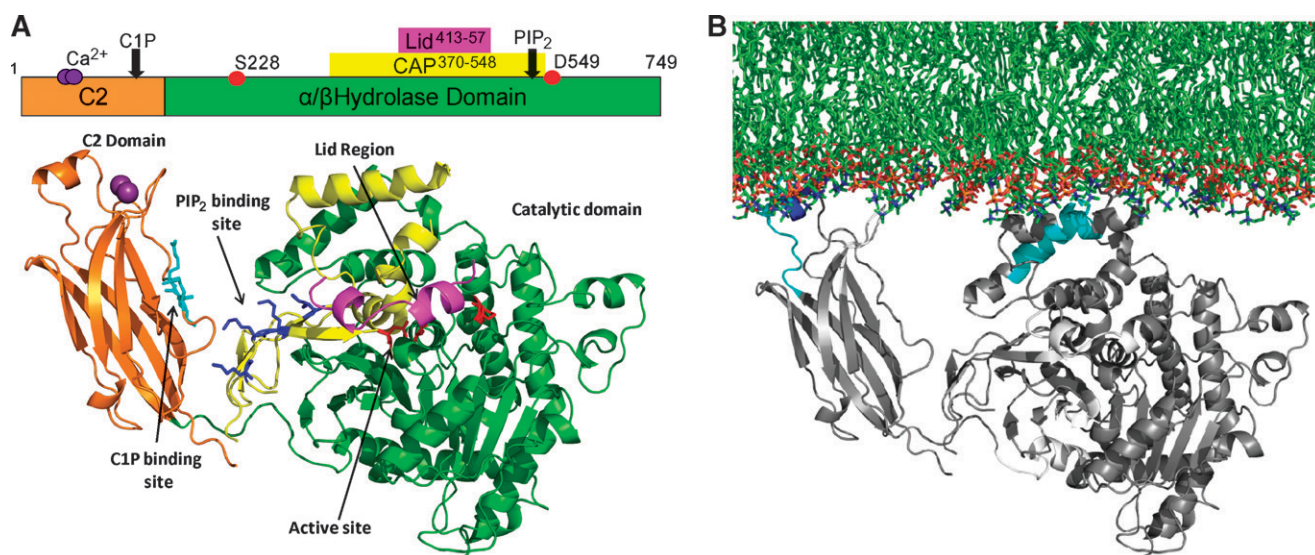 A
B
Lid⁴¹³⁻⁵⁷
PIP₂
C1P
Ca²⁺
S228
CAP³⁷⁰⁻⁵⁴⁸
D549
749
1
C2
α/βHydrolase Domain
C2 Domain
Lid Region
PIP₂ binding
site
Catalytic domain
C1P binding
site
Active site